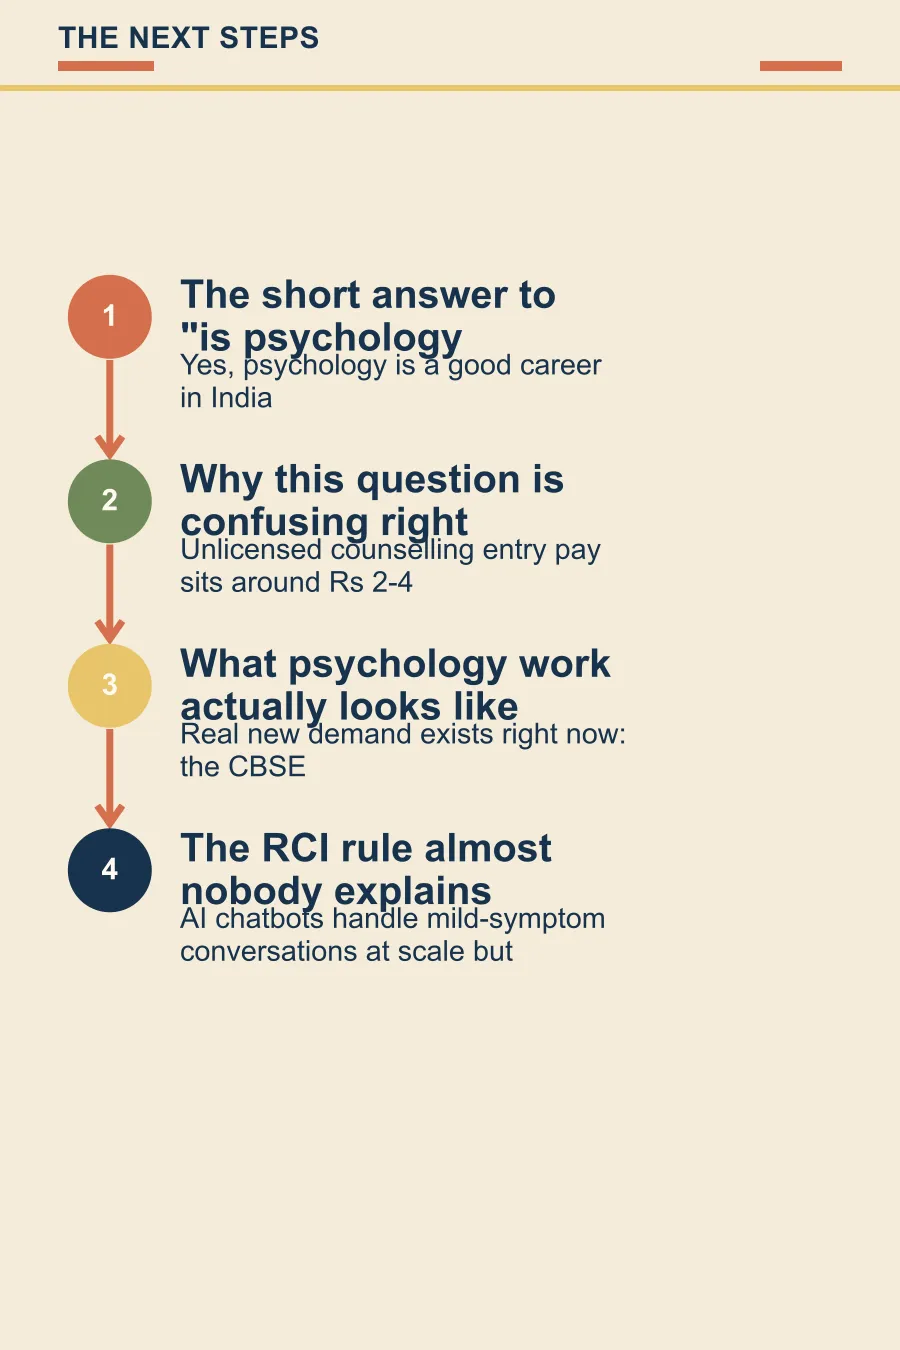 THE NEXT STEPS
1
The short answer to
"is psychology
Yes, psychology is a good career
in India
2
Why this question is
confusing right
Unlicensed counselling entry pay
sits around Rs 2-4
3
What psychology work
actually looks like
Real new demand exists right now:
the CBSE
4
The RCI rule almost
nobody explains
AI chatbots handle mild-symptom
conversations at scale but